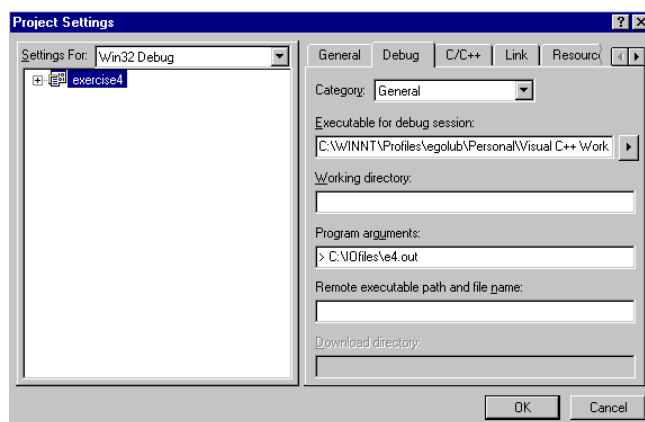 Project Settings
Settings For: Win32 Debug
exercise4
General Debug C/C++ Link Resourc
Category: General
Executable for debug session:
C:\WINNT\Profiles\egolub\Personal\Visual C++ Work
Working directory:
Program arguments:
> C:\IOfiles\e4.out
Remote executable path and file name:
Download directory:
OK Cancel